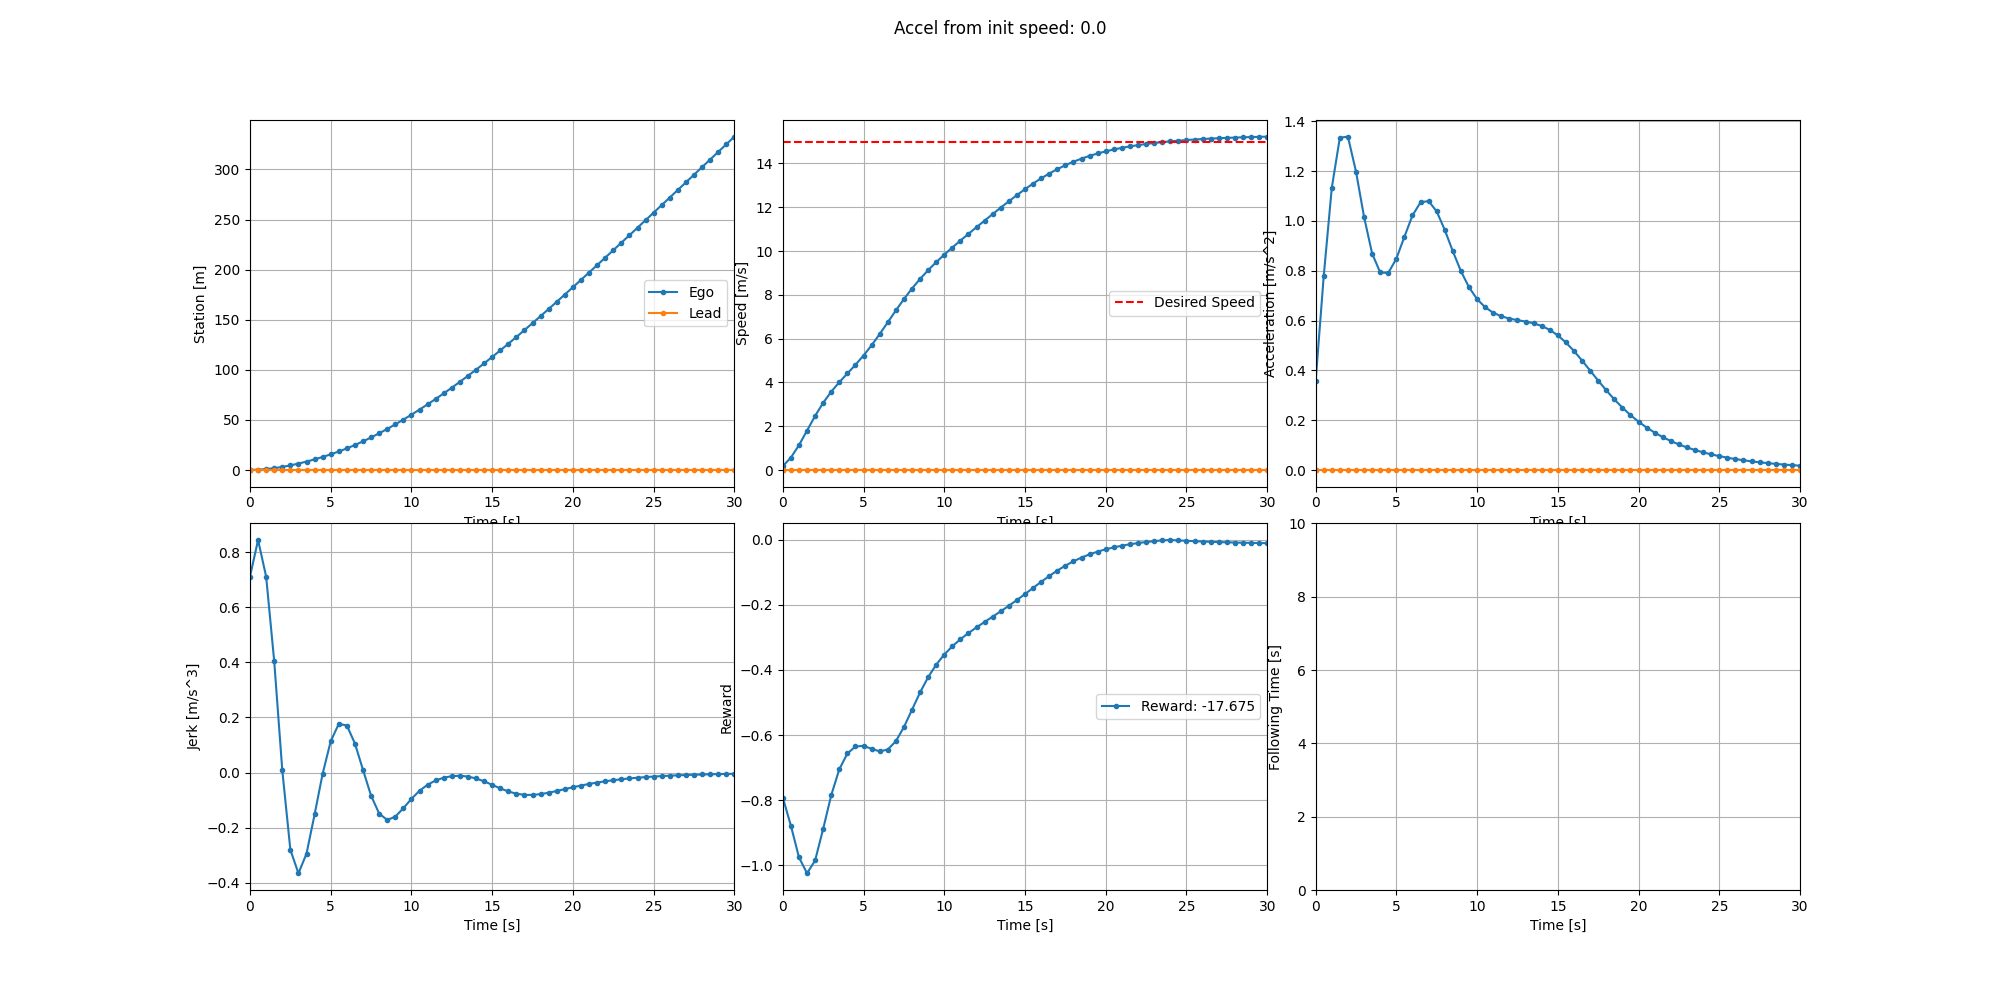 Accel from init speed: 0.0
Station [m]
300
250
200
150
100
50
0
0 5 10 15 20 25 30
Time [s]
Ego
Lead
Speed [m/s]
14
12
10
8
6
4
2
0
0 5 10 15 20 25 30
Time [s]
Desired Speed
Acceleration [m/s^2]
1.4
1.2
1.0
0.8
0.6
0.4
0.2
0.0
0 5 10 15 20 25 30
Time [s]
Jerk [m/s^3]
0.8
0.6
0.4
0.2
0.0
−0.2
−0.4
0 5 10 15 20 25 30
Time [s]
Reward
0.0
−0.2
−0.4
−0.6
−0.8
−1.0
0 5 10 15 20 25 30
Time [s]
Reward: -17.675
Following Time [s]
10
8
6
4
2
0
0 5 10 15 20 25 30
Time [s]